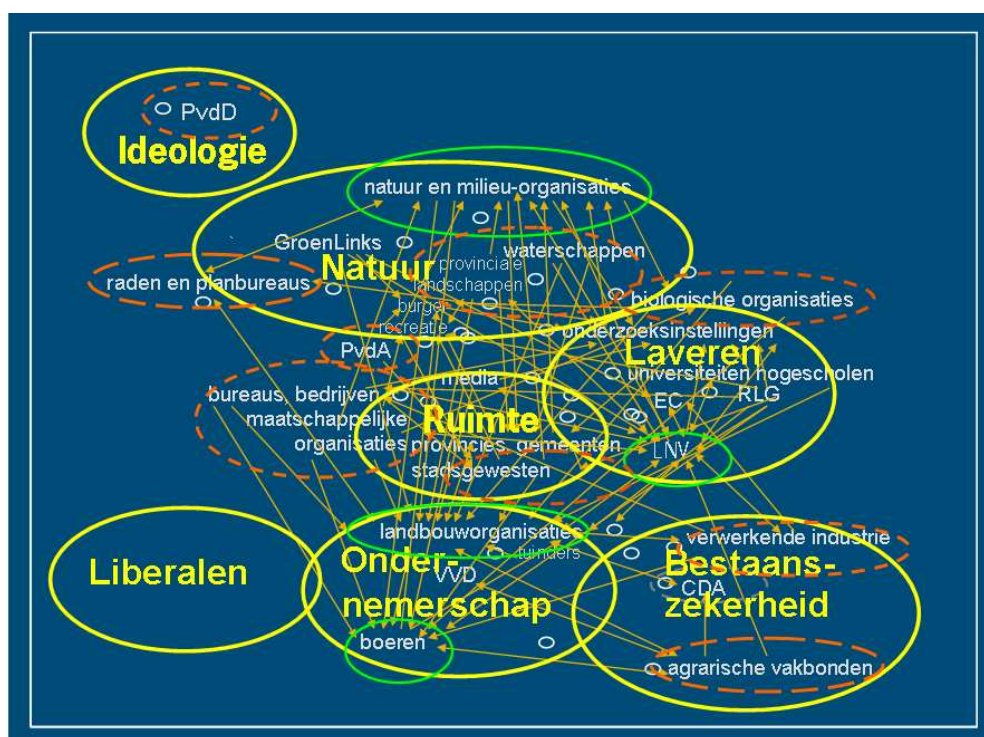 PvdD
Ideologie
natuur en milieu-organisaties
GroenLinks
waterschappen
Natuur
provinciale
landschappen
raden en planbureaus
burger
recreatie
biologische organisaties
onderzoeksinstellingen
PvdA
Laveren
media
universiteiten hogescholen
bureaus, bedrijven
EC
RLG
maatschappelijke
organisaties
Ruimte
provincies, gemeenten
stadsgewesten
LNV
landbouworganisaties
tuinders
verwerkende industrie
Liberalen
Onder-
nemerschap
VVD
Bestaans-
zekerheid
CDA
boeren
agrarische vakbonden